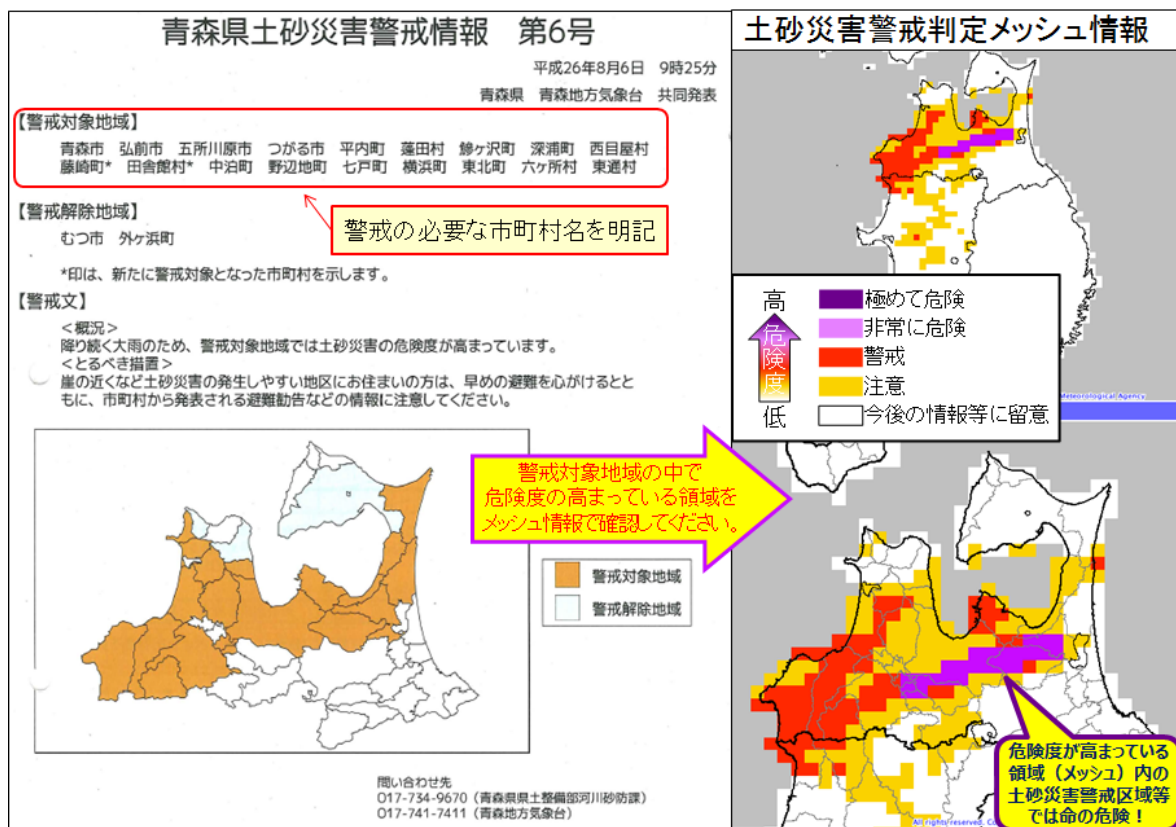 青森県土砂災害警戒情報　第6号
平成26年8月6日　9時25分
青森県　青森地方気象台　共同発表
【警戒対象地域】
青森市　弘前市　五所川原市　つがる市　平内町　蓬田村　鰺ヶ沢町　深浦町　西目屋村
藤崎町*　田舎館村*　中泊町　野辺地町　七戸町　横浜町　東北町　六ヶ所村　東通村
警戒の必要な市町村名を明記
【警戒解除地域】
むつ市　外ヶ浜町
*印は、新たに警戒対象となった市町村を示します。
【警戒文】
＜概況＞
降り続く大雨のため、警戒対象地域では土砂災害の危険度が高まっています。
＜とるべき措置＞
崖の近くなど土砂災害の発生しやすい地区にお住まいの方は、早めの避難を心がけるとと
もに、市町村から発表される避難勧告などの情報に注意してください。
警戒対象地域
警戒解除地域
問い合わせ先
017-734-9670（青森県県土整備部河川砂防課）
017-741-7411（青森地方気象台）
土砂災害警戒判定メッシュ情報
高
危険度
低
極めて危険
非常に危険
警戒
注意
今後の情報等に留意
Meteorological Agency
警戒対象地域の中で
危険度の高まっている領域を
メッシュ情報で確認してください。
危険度が高まっている
領域（メッシュ）内の
土砂災害警戒区域等
では命の危険！
All rights reserved.